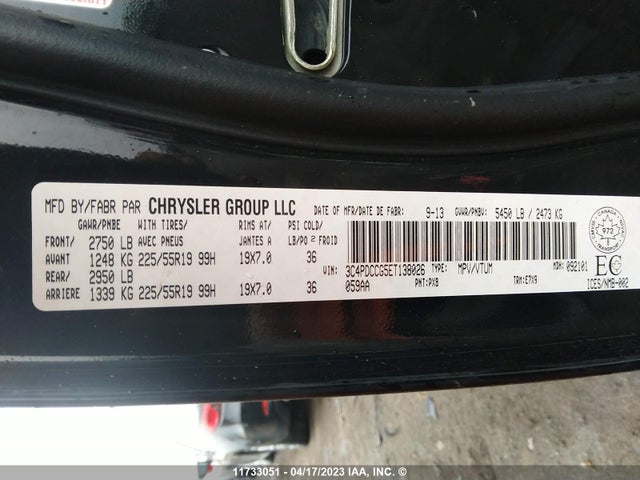 MFD BY/FABR PAR CHRYSLER GROUP LLC DATE OF MFR/DATE DE FABR: 9-13 GVWR/PNBV: 5450 LB / 2473 KG
GAWR/PNBE WITH TIRES/ RIMS AT/ PSI COLD/
FRONT/ 2750 LB AVEC PNEUS JANTES A LB/PO² FROID
AVANT 1248 KG 225/55R19 99H 19X7.0 36
REAR/ 2950 LB
ARRIERE 1339 KG 225/55R19 99H 19X7.0 36
VIN: 3C4PDCCG5ET138026 TYPE: MPV/VTUM MDH: 092101
059AA PNT:PX8 TRM:E7X9
972
EC
ICES/NMB-002
11733051 - 04/17/2023 IAA, Inc. ©